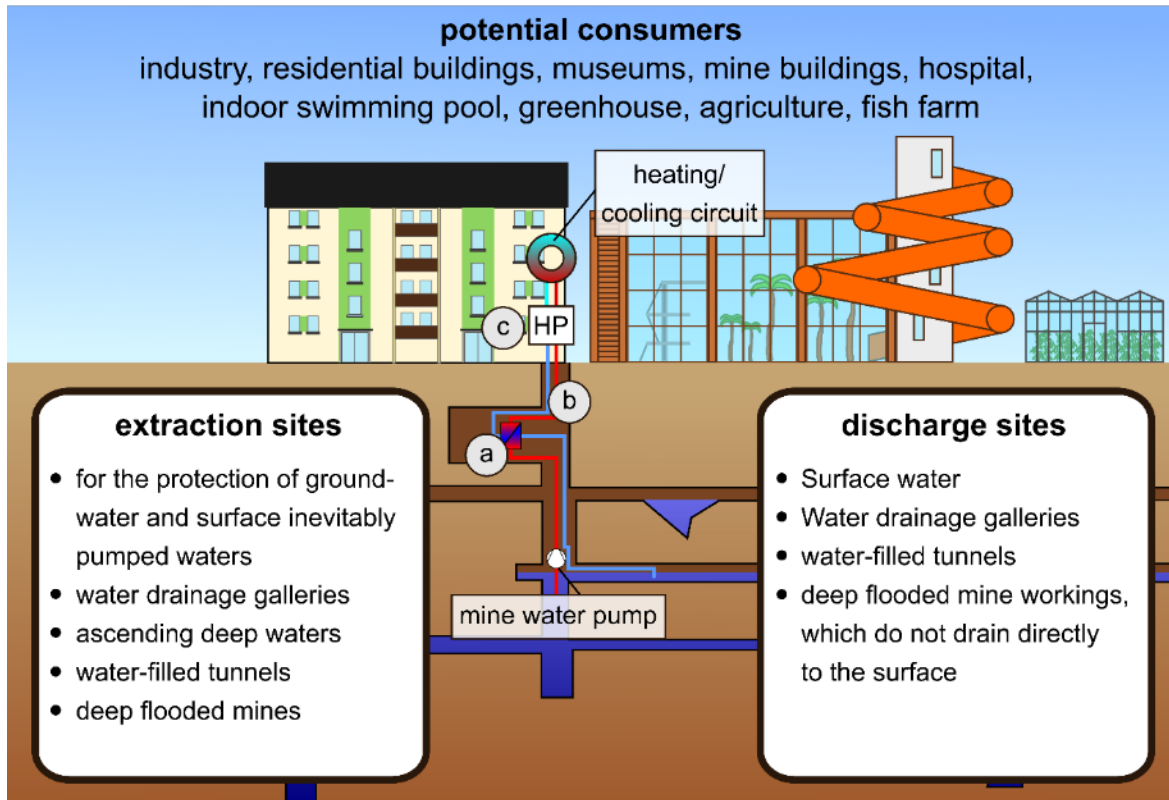 potential consumers
industry, residential buildings, museums, mine buildings, hospital,
indoor swimming pool, greenhouse, agriculture, fish farm
heating/
cooling circuit
c
HP
b
a
mine water pump
extraction sites
• for the protection of ground-
water and surface inevitably
pumped waters
• water drainage galleries
• ascending deep waters
• water-filled tunnels
• deep flooded mines
discharge sites
• Surface water
• Water drainage galleries
• water-filled tunnels
• deep flooded mine workings,
which do not drain directly
to the surface